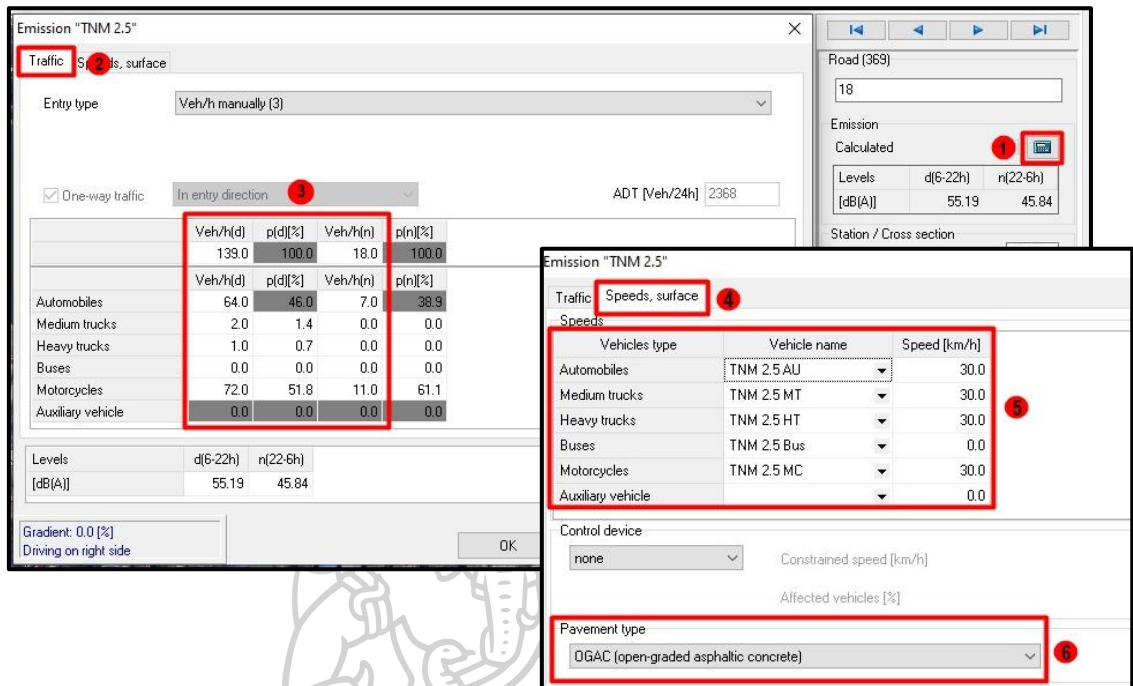 Emission "TNM 2.5"
Traffic Speeds, surface
2
Entry type Veh/h manually (3)
One-way traffic In entry direction 3 ADT [Veh/24h] 2368
Veh/h(d) p(d)[%] Veh/h(n) p(n)[%]
139.0 100.0 18.0 100.0
Veh/h(d) p(d)[%] Veh/h(n) p(n)[%]
Automobiles 64.0 46.0 7.0 38.9
Medium trucks 2.0 1.4 0.0 0.0
Heavy trucks 1.0 0.7 0.0 0.0
Buses 0.0 0.0 0.0 0.0
Motorcycles 72.0 51.8 11.0 61.1
Auxiliary vehicle 0.0 0.0 0.0 0.0
Levels d(6-22h) n(22-6h)
[dB(A)] 55.19 45.84
Gradient: 0.0 [%]
Driving on right side
OK
Road (369)
18
Emission
Calculated 1
Levels d(6-22h) n(22-6h)
[dB(A)] 55.19 45.84
Station / Cross section
Emission "TNM 2.5"
Traffic Speeds, surface 4
Speeds
Vehicles type Vehicle name Speed [km/h]
Automobiles TNM 2.5 AU 30.0
Medium trucks TNM 2.5 MT 30.0
Heavy trucks TNM 2.5 HT 30.0
5
Buses TNM 2.5 Bus 0.0
Motorcycles TNM 2.5 MC 30.0
Auxiliary vehicle 0.0
Control device
none Constrained speed [km/h]
Affected vehicles [%]
Pavement type
OGAC (open-graded asphaltic concrete) 6